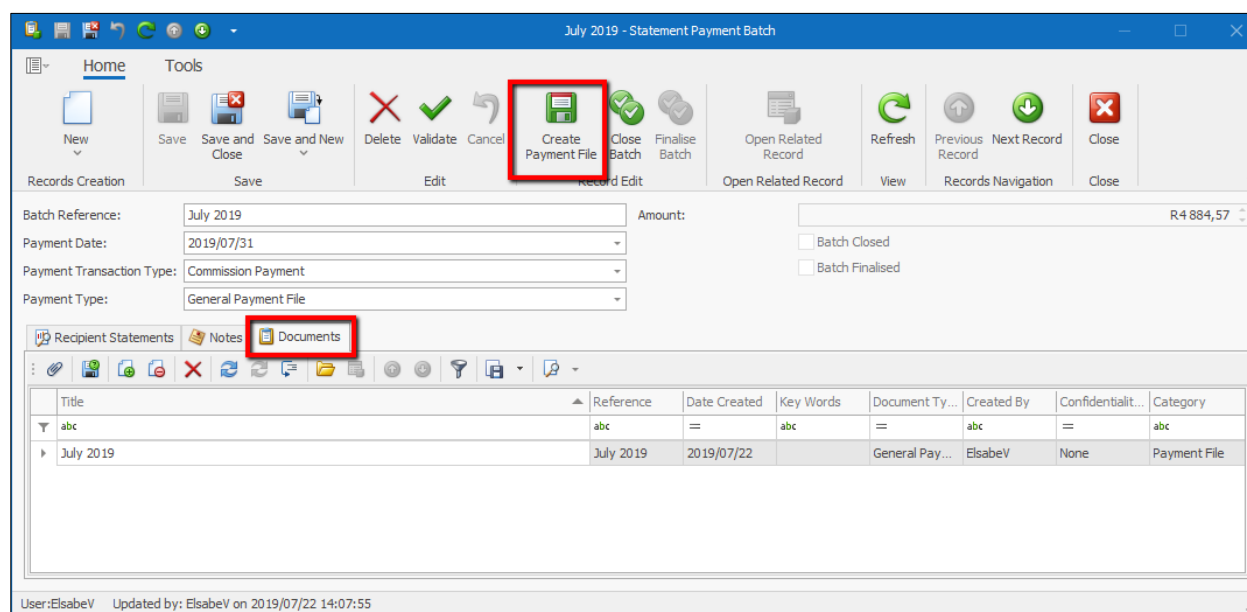 July 2019 - Statement Payment Batch
Home Tools
New Save Save and Close Save and New Delete Validate Cancel Create Payment File Close Batch Finalise Batch Open Related Record Refresh Previous Record Next Record Close
Records Creation Save Edit Record Edit Open Related Record View Records Navigation Close
Batch Reference: July 2019 Amount: R4 884,57
Payment Date: 2019/07/31 Batch Closed
Payment Transaction Type: Commission Payment Batch Finalised
Payment Type: General Payment File
Recipient Statements Notes Documents
Title Reference Date Created Key Words Document Ty... Created By Confidentialit... Category
abc abc = abc = abc = abc
July 2019 July 2019 2019/07/22 General Pay... ElsabeV None Payment File
User:ElsabeV Updated by: ElsabeV on 2019/07/22 14:07:55